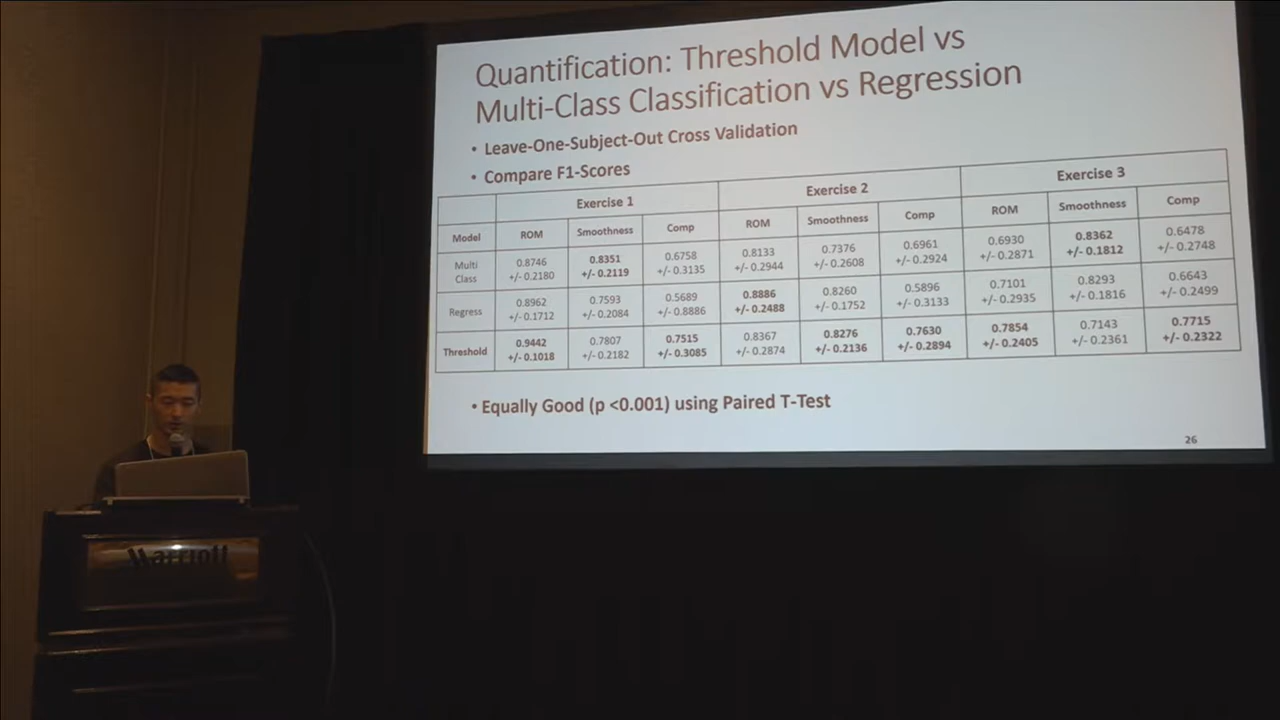 Quantification: Threshold Model vs
Multi-Class Classification vs Regression
• Leave-One-Subject-Out Cross Validation
• Compare F1-Scores
Exercise 1 Exercise 2 Exercise 3
Model ROM Smoothness Comp ROM Smoothness Comp ROM Smoothness Comp
Multi Class 0.8746 +/- 0.2180 0.8351 +/- 0.2119 0.6758 +/- 0.3135 0.8133 +/- 0.2944 0.7376 +/- 0.2608 0.6961 +/- 0.2924 0.6930 +/- 0.2871 0.8362 +/- 0.1812 0.6478 +/- 0.2748
Regress 0.8962 +/- 0.1712 0.7593 +/- 0.2084 0.5689 +/- 0.8886 0.8886 +/- 0.2488 0.8260 +/- 0.1752 0.5896 +/- 0.3133 0.7101 +/- 0.2935 0.8293 +/- 0.1816 0.6643 +/- 0.2499
Threshold 0.9442 +/- 0.1018 0.7807 +/- 0.2182 0.7515 +/- 0.3085 0.8367 +/- 0.2874 0.8276 +/- 0.2136 0.7630 +/- 0.2894 0.7854 +/- 0.2405 0.7143 +/- 0.2361 0.7715 +/- 0.2322
• Equally Good (p <0.001) using Paired T-Test
26
Marriott